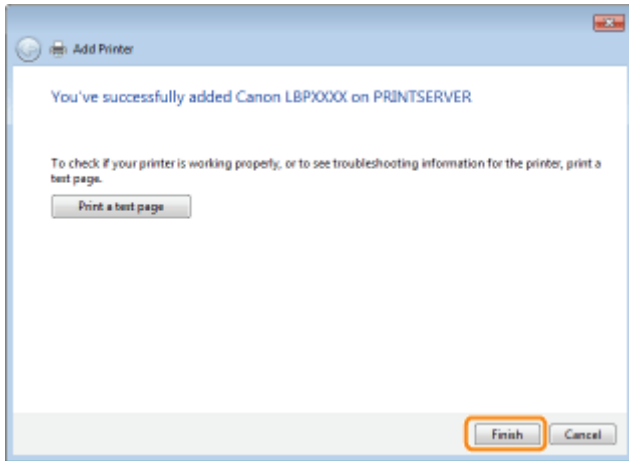 Add Printer
You've successfully added Canon LBPXXXX on PRINTSERVER
To check if your printer is working properly, or to see troubleshooting information for the printer, print a
test page.
Print a test page
Finish Cancel